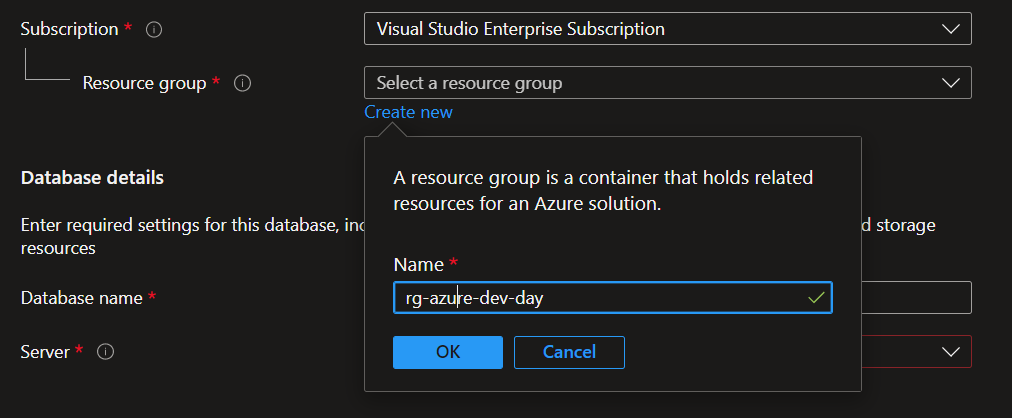 Subscription *
Visual Studio Enterprise Subscription
Resource group *
Select a resource group
Create new
A resource group is a container that holds related
resources for an Azure solution.
Name *
rg-azure-dev-day
OK
Cancel
Database details
Enter required settings for this database, d storage
resources
Database name *
Server *